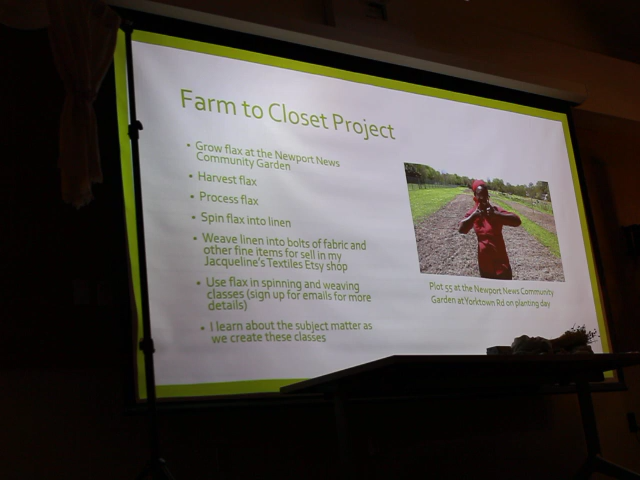 Farm to Closet Project
• Grow flax at the Newport News
Community Garden
• Harvest flax
• Process flax
• Spin flax into linen
• Weave linen into bolts of fabric and
other fine items for sell in my
Jacqueline's Textiles Etsy shop
• Use flax in spinning and weaving
classes (sign up for emails for more
details)
• I learn about the subject matter as
we create these classes
Plot 55 at the Newport News Community
Garden at Yorktown Rd on planting day